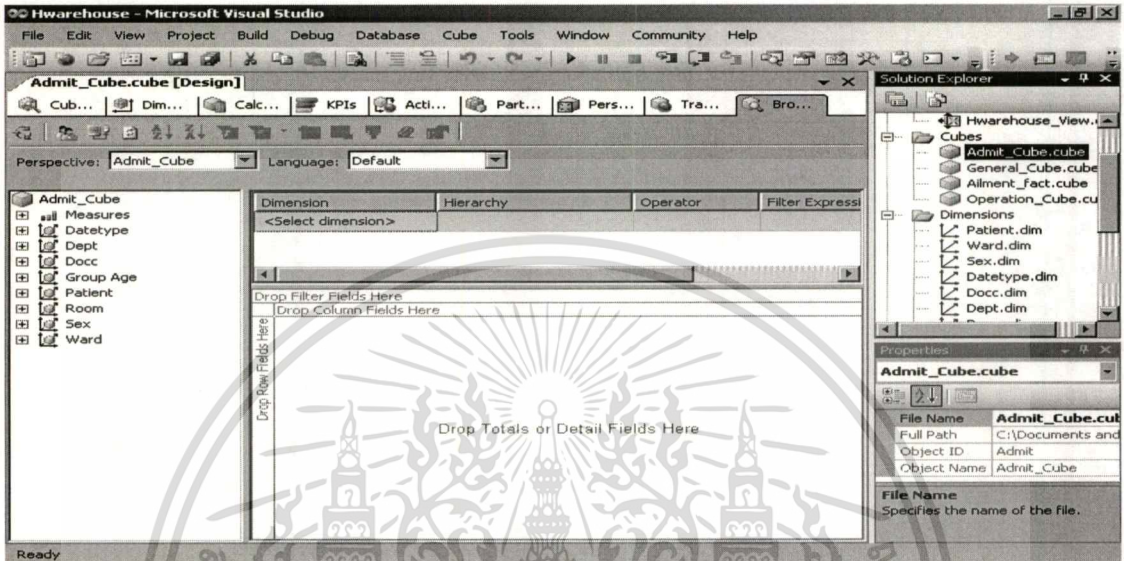 Hwarehouse - Microsoft Visual Studio
File Edit View Project Build Debug Database Cube Tools Window Community Help
Admit_Cube.cube [Design]
Cub... Dim... Calc... KPIs Acti... Part... Pers... Tra... Bro...
Perspective: Admit_Cube Language: Default
Admit_Cube
Measures
Datetype
Dept
Docc
Group Age
Patient
Room
Sex
Ward
Dimension Hierarchy Operator Filter Expressi
<Select dimension>
Drop Filter Fields Here
Drop Column Fields Here
Drop Row Fields Here
Drop Totals or Detail Fields Here
Solution Explorer
Hwarehouse_View.
Cubes
Admit_Cube.cube
General_Cube.cube
Ailment_fact.cube
Operation_Cube.cu
Dimensions
Patient.dim
Ward.dim
Sex.dim
Datetype.dim
Docc.dim
Dept.dim
Properties
Admit_Cube.cube
File Name Admit_Cube.cub
Full Path C:\Documents and
Object ID Admit
Object Name Admit_Cube
File Name
Specifies the name of the file.
Ready